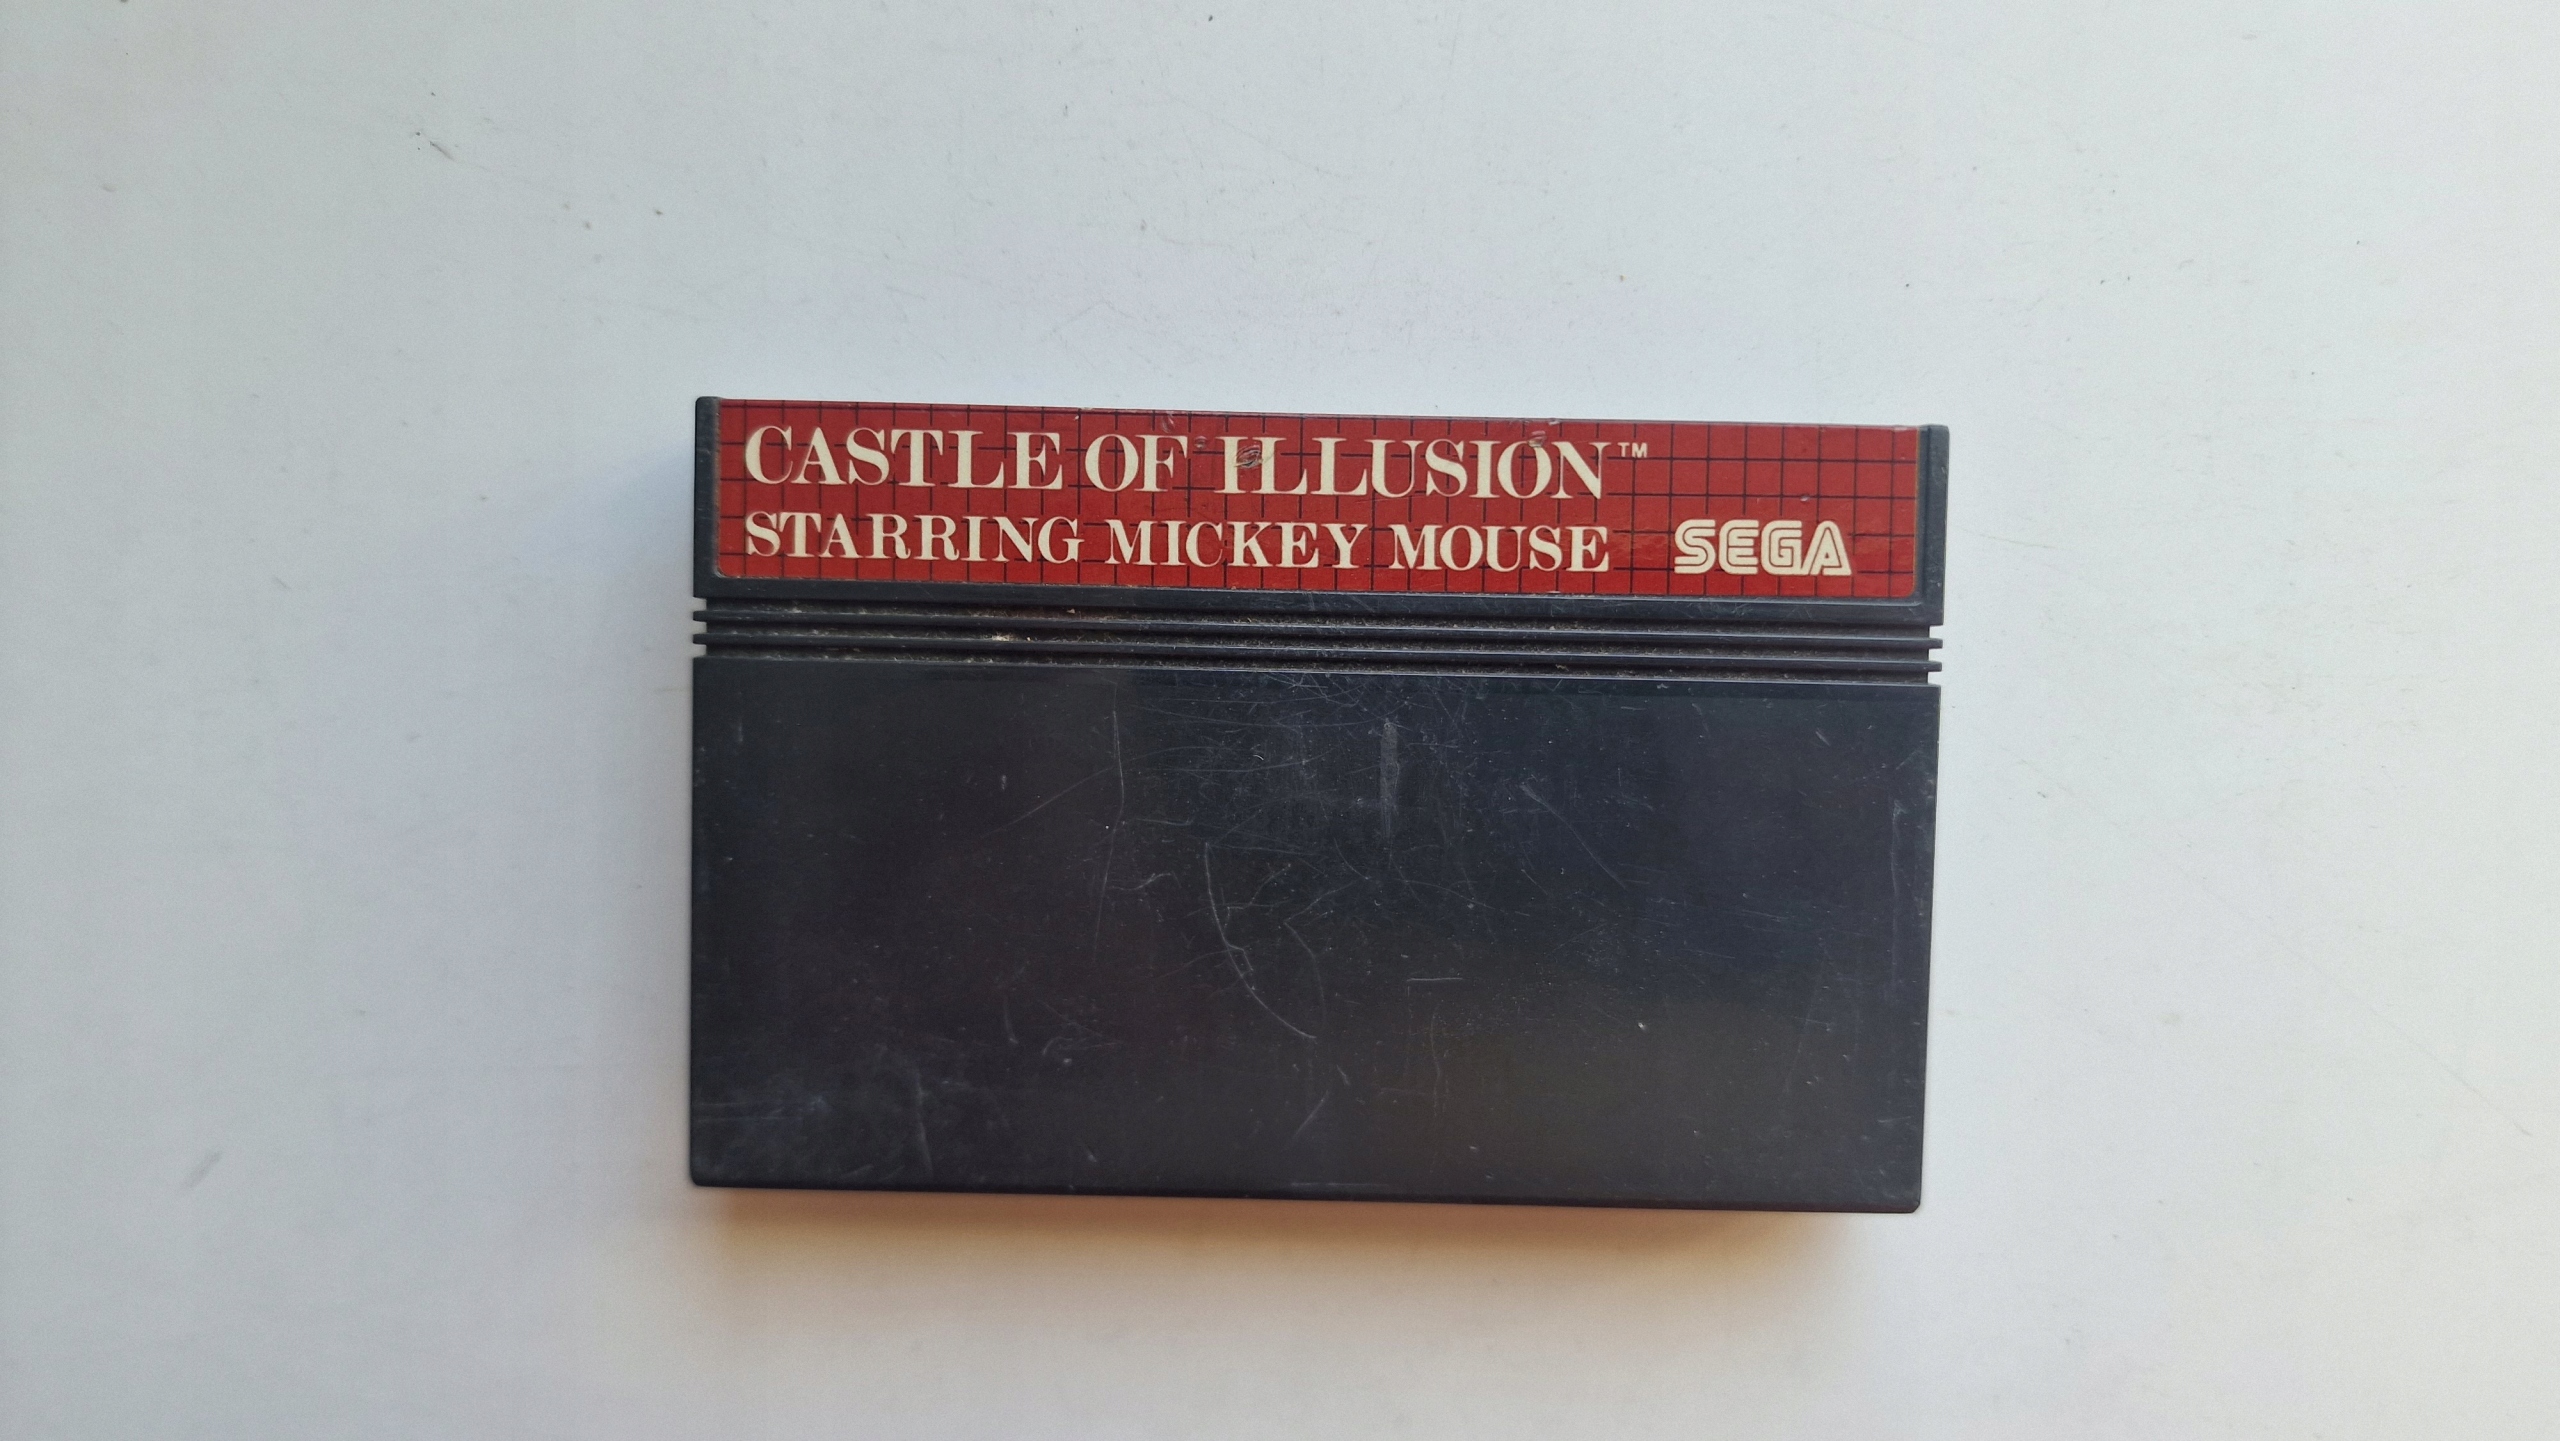 CASTLE OF ILLUSION™
STARRING MICKEY MOUSE SEGA